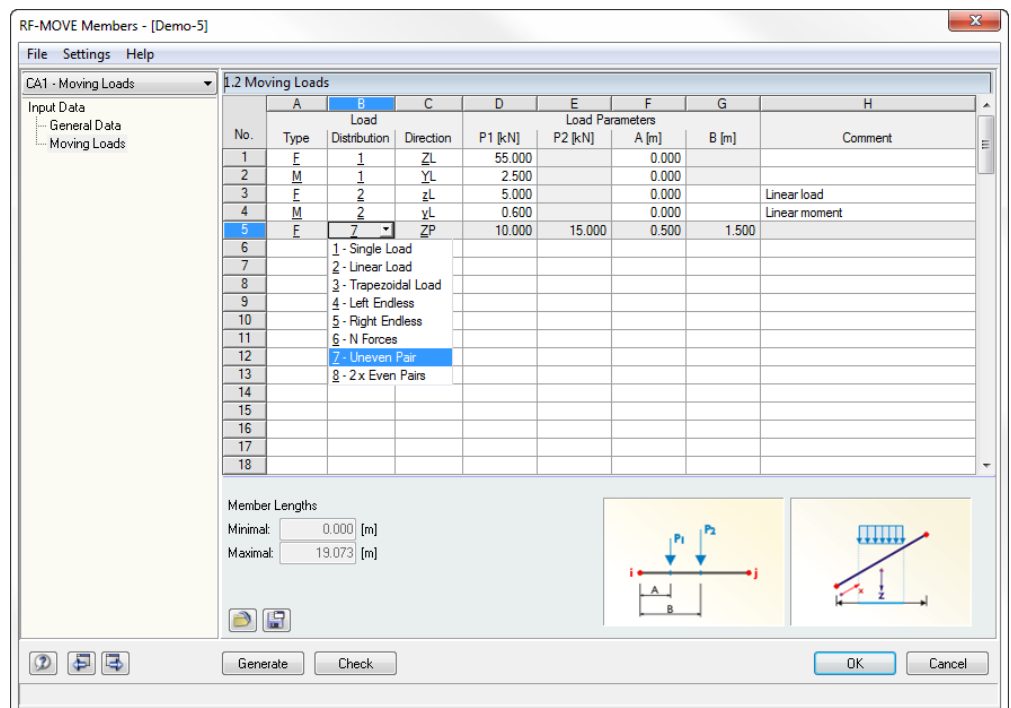 RF-MOVE Members - [Demo-5]
File Settings Help
CA1 - Moving Loads
Input Data
General Data
Moving Loads
1.2 Moving Loads
A B C D E F G H
Load Load Parameters
No. Type Distribution Direction P1 [kN] P2 [kN] A [m] B [m] Comment
1 F 1 ZL 55.000 0.000
2 M 1 YL 2.500 0.000
3 F 2 zL 5.000 0.000 Linear load
4 M 2 yL 0.600 0.000 Linear moment
5 F 7 ZP 10.000 15.000 0.500 1.500
6 1 - Single Load
7 2 - Linear Load
8 3 - Trapezoidal Load
9 4 - Left Endless
10 5 - Right Endless
11 6 - N Forces
12 7 - Uneven Pair
13 8 - 2 x Even Pairs
14
15
16
17
18
Member Lengths
Minimal: 0.000 [m]
Maximal: 19.073 [m]
P1 P2
i j
A
B
x z
Generate Check OK Cancel